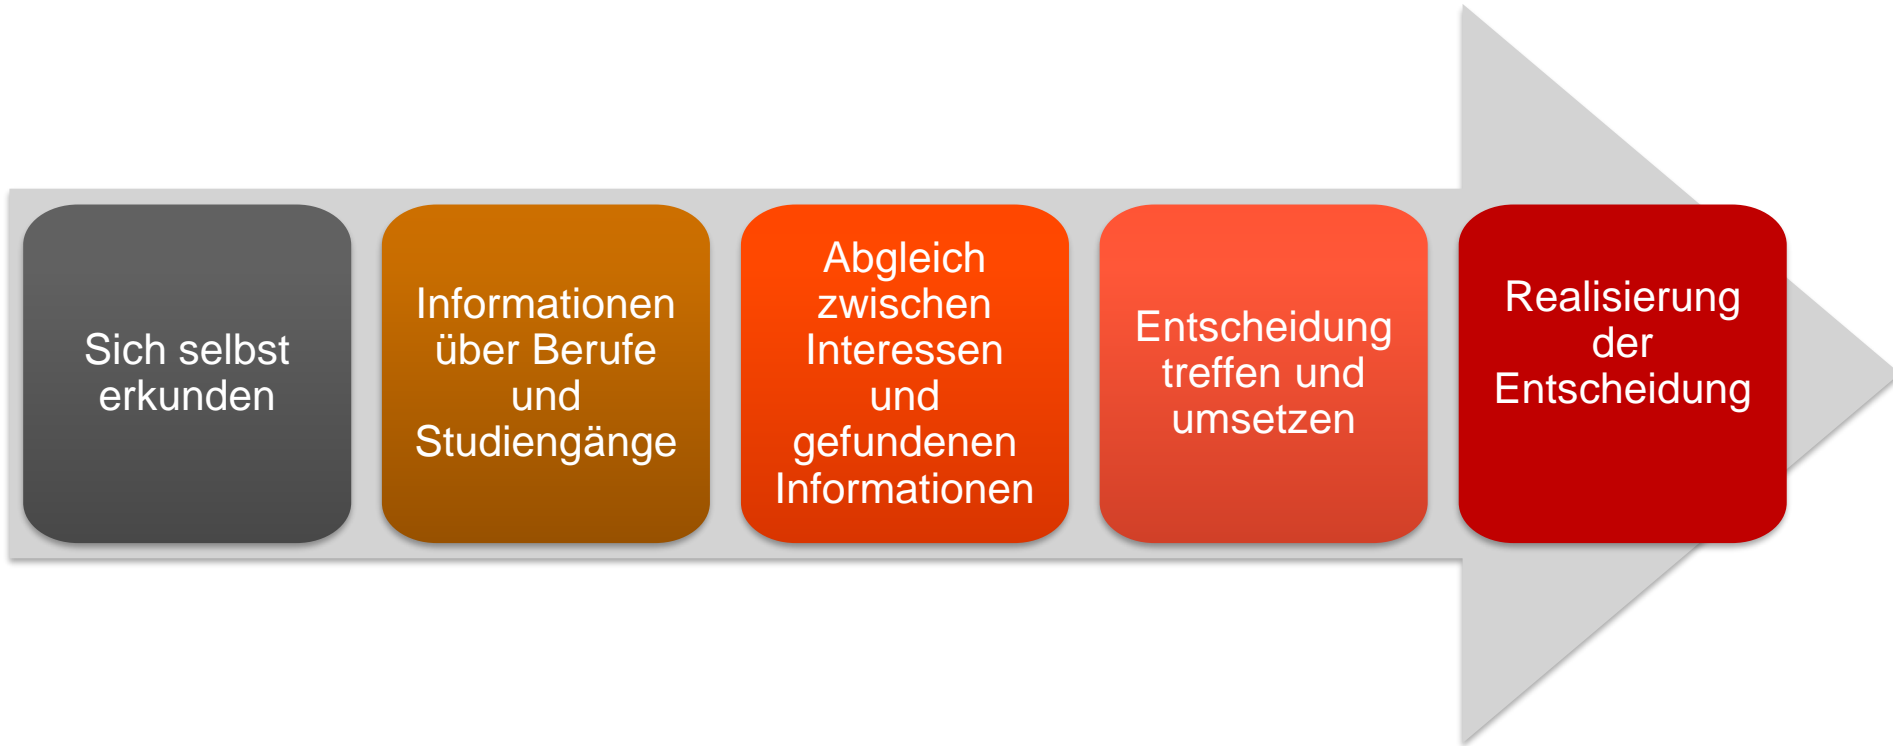 Sich selbst
erkunden
Informationen
über Berufe
und
Studiengänge
Abgleich
zwischen
Interessen
und
gefundenen
Informationen
Entscheidung
treffen und
umsetzen
Realisierung
der
Entscheidung